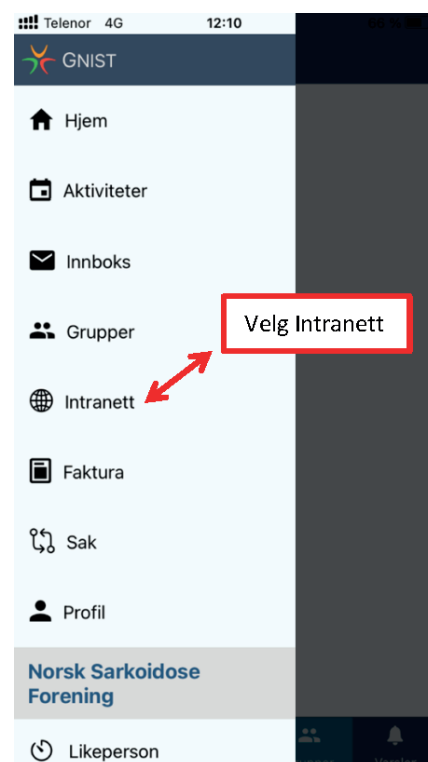 Telenor 4G 12:10 66 %
GNIST
Hjem
Aktiviteter
Innboks
Grupper
Velg Intranett
Intranett
Faktura
Sak
Profil
Norsk Sarkoidose
Forening
Likeperson